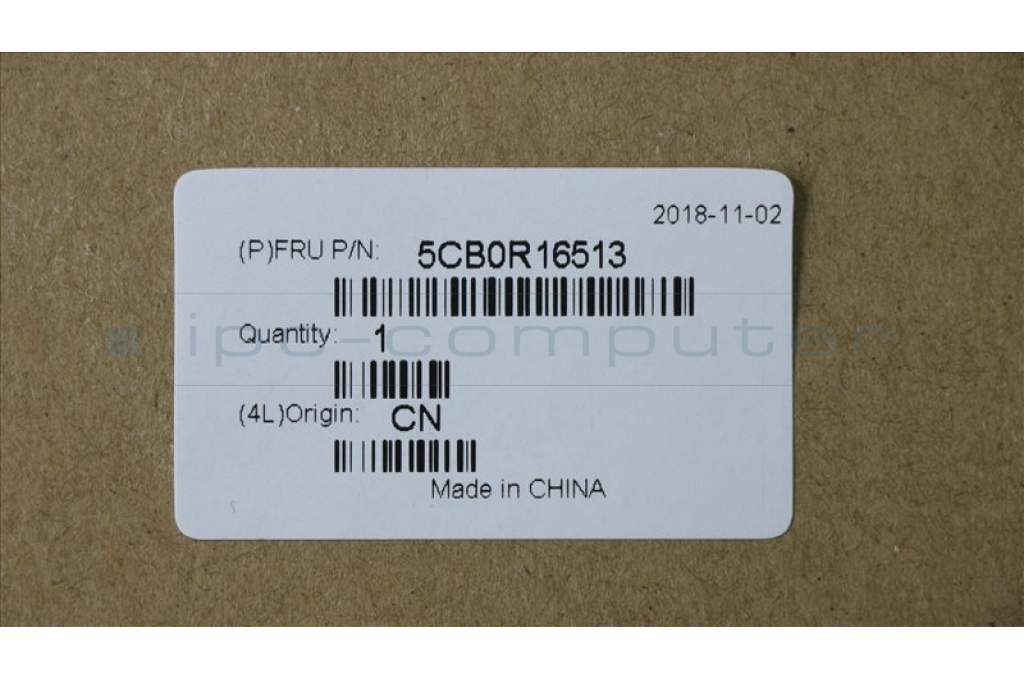 2018-11-02
(P)FRU P/N: 5CB0R16513
Quantity: 1
ipc-computer
(4L)Origin: CN
Made in CHINA